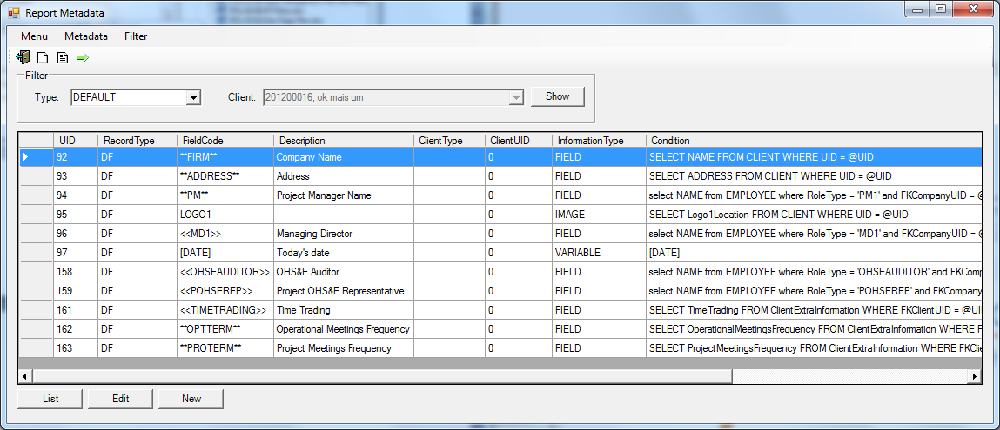 Report Metadata
Menu Metadata Filter
Filter
Type: DEFAULT Client: 201200016; ok mais um Show
UID RecordType FieldCode Description ClientType ClientUID InformationType Condition
92 DF **FIRM** Company Name 0 FIELD SELECT NAME FROM CLIENT WHERE UID = @UID
93 DF **ADDRESS** Address 0 FIELD SELECT ADDRESS FROM CLIENT WHERE UID = @UID
94 DF **PM** Project Manager Name 0 FIELD select NAME from EMPLOYEE where RoleType = 'PM1' and FKCompanyUID = @
95 DF LOGO1 0 IMAGE SELECT Logo1Location FROM CLIENT WHERE UID = @UID
96 DF <<MD1>> Managing Director 0 FIELD select NAME from EMPLOYEE where RoleType = 'MD1' and FKCompanyUID = @
97 DF [DATE] Today's date 0 VARIABLE [DATE]
158 DF <<OHSEAUDITOR>> OHS&E Auditor 0 FIELD select NAME from EMPLOYEE where RoleType = 'OHSEAUDITOR' and FKComp
159 DF <<POHSEREP>> Project OHS&E Representative 0 FIELD select NAME from EMPLOYEE where RoleType = 'POHSEREP' and FKCompany
161 DF <<TIMETRADING>> Time Trading 0 FIELD SELECT TimeTrading FROM ClientExtraInformation WHERE FKClientUID = @UI
162 DF **OPTTERM** Operational Meetings Frequency 0 FIELD SELECT OperationalMeetingsFrequency FROM ClientExtraInformation WHERE F
163 DF **PROTERM** Project Meetings Frequency 0 FIELD SELECT ProjectMeetingsFrequency FROM ClientExtraInformation WHERE FKClie
List Edit New